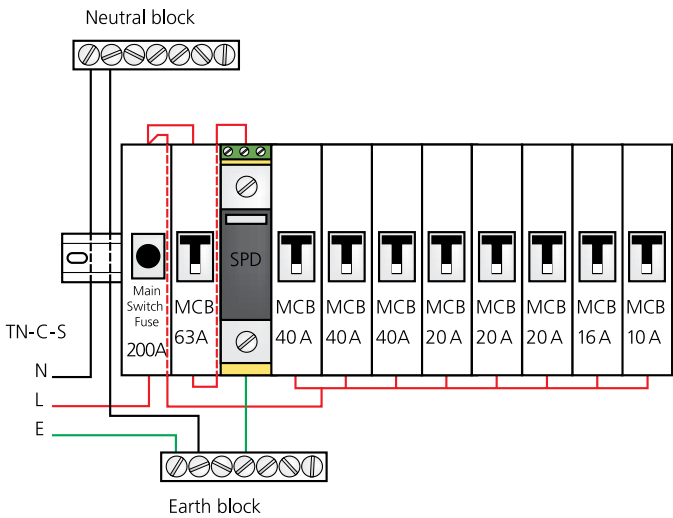 Neutral block
SPD
Main
Switch
Fuse
200A
MCB
63A
MCB
40 A
MCB
40 A
MCB
40 A
MCB
20 A
MCB
20 A
MCB
20 A
MCB
16 A
MCB
10 A
TN-C-S
N
L
E
Earth block